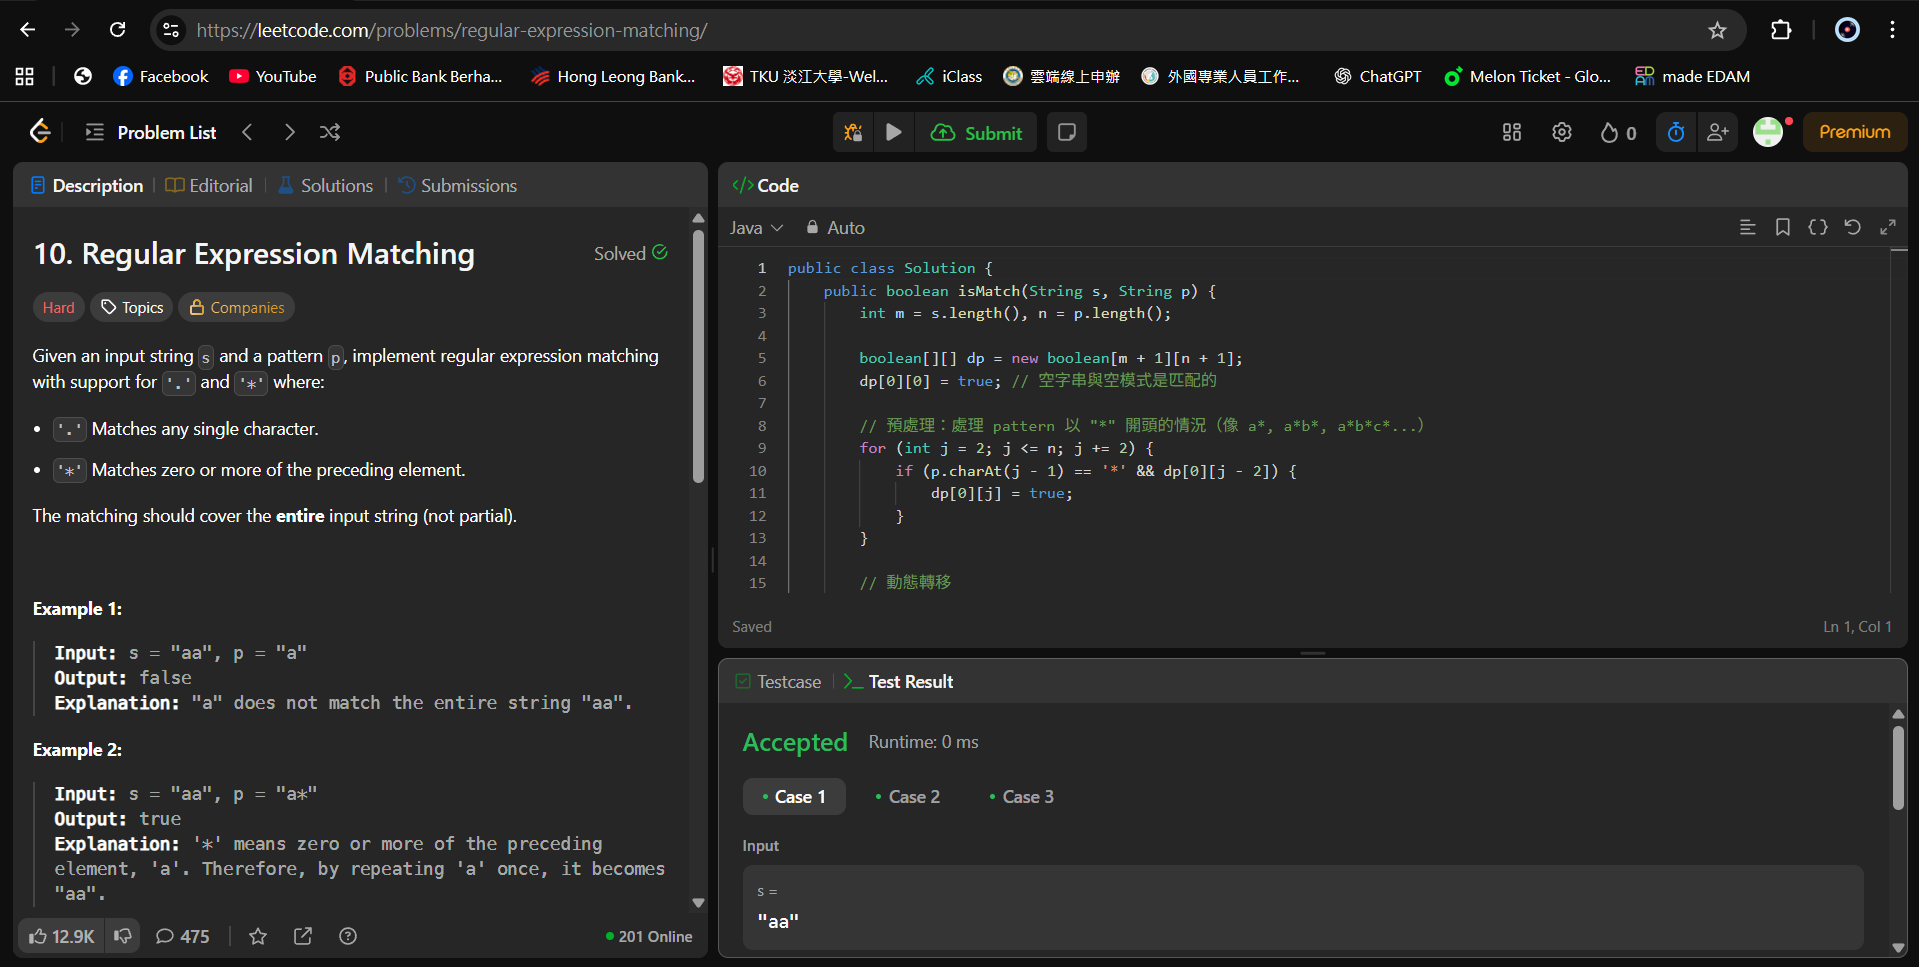 https://leetcode.com/problems/regular-expression-matching/
Facebook
YouTube
Public Bank Berha...
Hong Leong Bank...
TKU 淡江大學-Wel...
iClass
雲端線上申辦
外國專業人員工作...
ChatGPT
Melon Ticket - Glo...
made EDAM
Problem List
Submit
0
Premium
Description
Editorial
Solutions
Submissions
10. Regular Expression Matching
Solved
Hard
Topics
Companies
Given an input string s and a pattern p, implement regular expression matching
with support for '.' and '*' where:
• '.' Matches any single character.
• '*' Matches zero or more of the preceding element.
The matching should cover the entire input string (not partial).
Example 1:
Input: s = "aa", p = "a"
Output: false
Explanation: "a" does not match the entire string "aa".
Example 2:
Input: s = "aa", p = "a*"
Output: true
Explanation: '*' means zero or more of the preceding
element, 'a'. Therefore, by repeating 'a' once, it becomes
"aa".
12.9K
475
201 Online
</> Code
Java
Auto
1 public class Solution {
2 public boolean isMatch(String s, String p) {
3 int m = s.length(), n = p.length();
4
5 boolean[][] dp = new boolean[m + 1][n + 1];
6 dp[0][0] = true; // 空字串與空模式是匹配的
7
8 // 預處理：處理 pattern 以 "*" 開頭的情況（像 a*, a*b*, a*b*c*...）
9 for (int j = 2; j <= n; j += 2) {
10 if (p.charAt(j - 1) == '*' && dp[0][j - 2]) {
11 dp[0][j] = true;
12 }
13 }
14
15 // 動態轉移
Saved
Ln 1, Col 1
Testcase
Test Result
Accepted
Runtime: 0 ms
• Case 1
• Case 2
• Case 3
Input
s =
"aa"